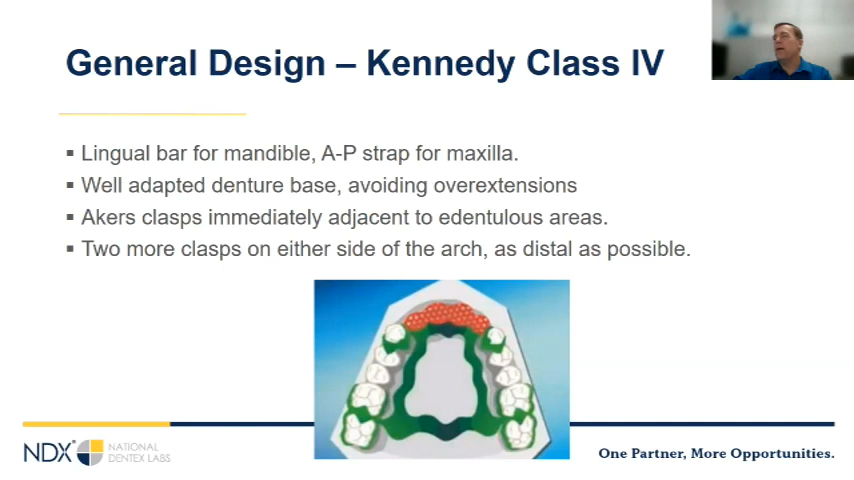 General Design – Kennedy Class IV
▪ Lingual bar for mandible, A-P strap for maxilla.
▪ Well adapted denture base, avoiding overextensions
▪ Akers clasps immediately adjacent to edentulous areas.
▪ Two more clasps on either side of the arch, as distal as possible.
NDX
NATIONAL
DENTEX LABS
One Partner, More Opportunities.